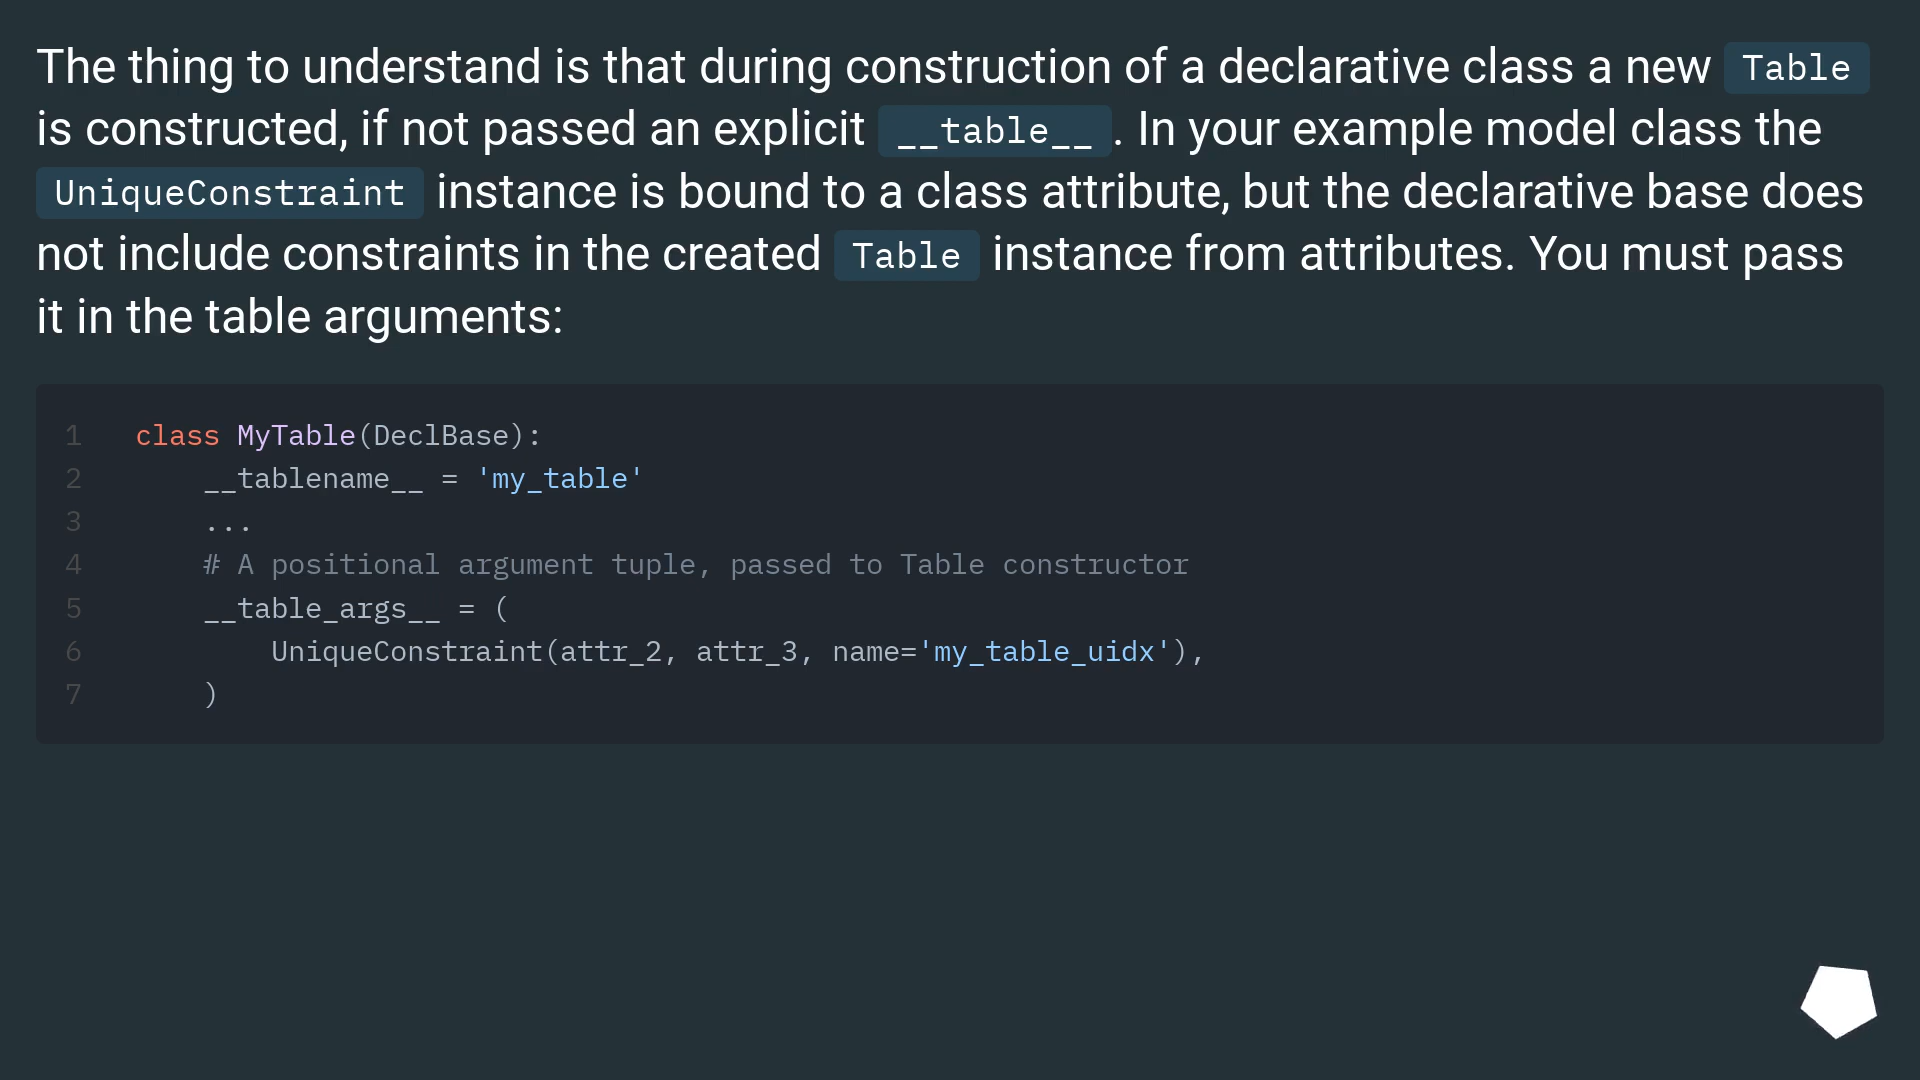 The thing to understand is that during construction of a declarative class a new Table
is constructed, if not passed an explicit __table__. In your example model class the
UniqueConstraint instance is bound to a class attribute, but the declarative base does
not include constraints in the created Table instance from attributes. You must pass
it in the table arguments:
1 class MyTable(DeclBase):
2     __tablename__ = 'my_table'
3     ...
4     # A positional argument tuple, passed to Table constructor
5     __table_args__ = (
6         UniqueConstraint(attr_2, attr_3, name='my_table_uidx'),
7     )